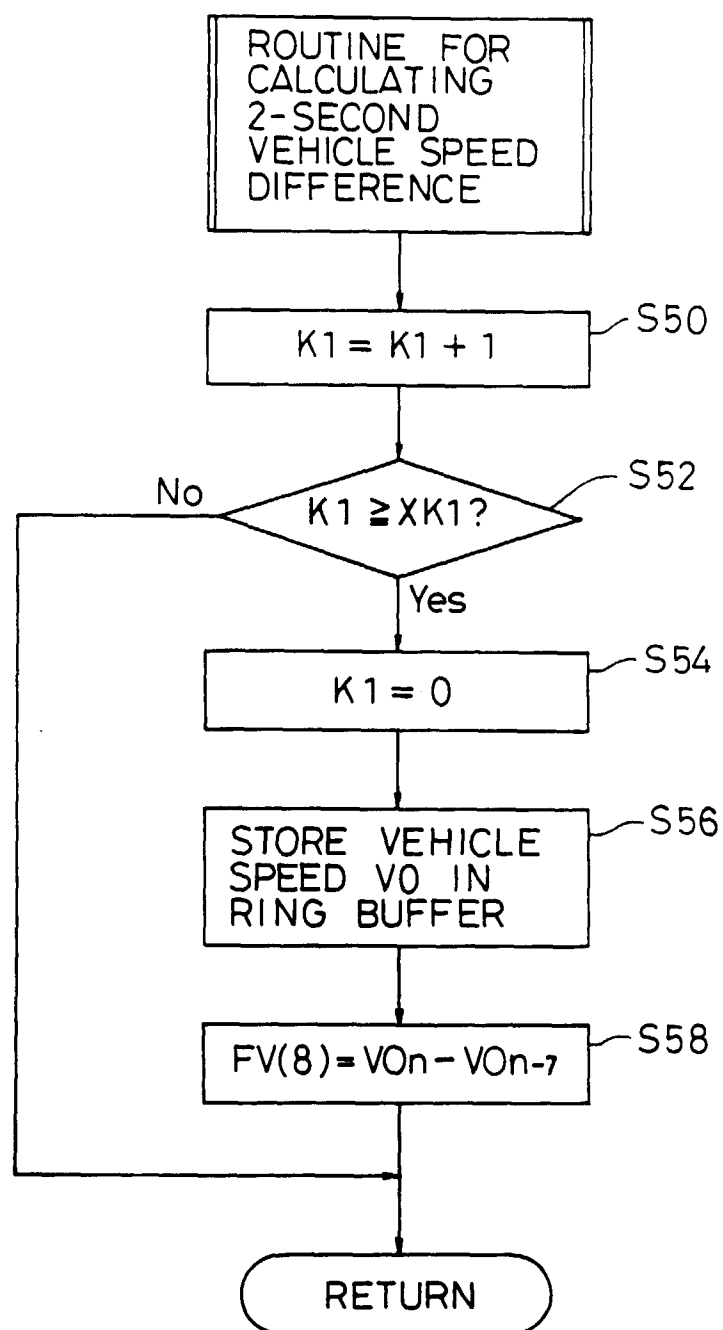 ROUTINE FOR
CALCULATING
2-SECOND
VEHICLE SPEED
DIFFERENCE
K1 = K1 + 1
S50
K1 ≧ XK1?
S52
No
Yes
K1 = 0
S54
STORE VEHICLE
SPEED V0 IN
RING BUFFER
S56
FV(8) = V0n - V0n-7
S58
RETURN